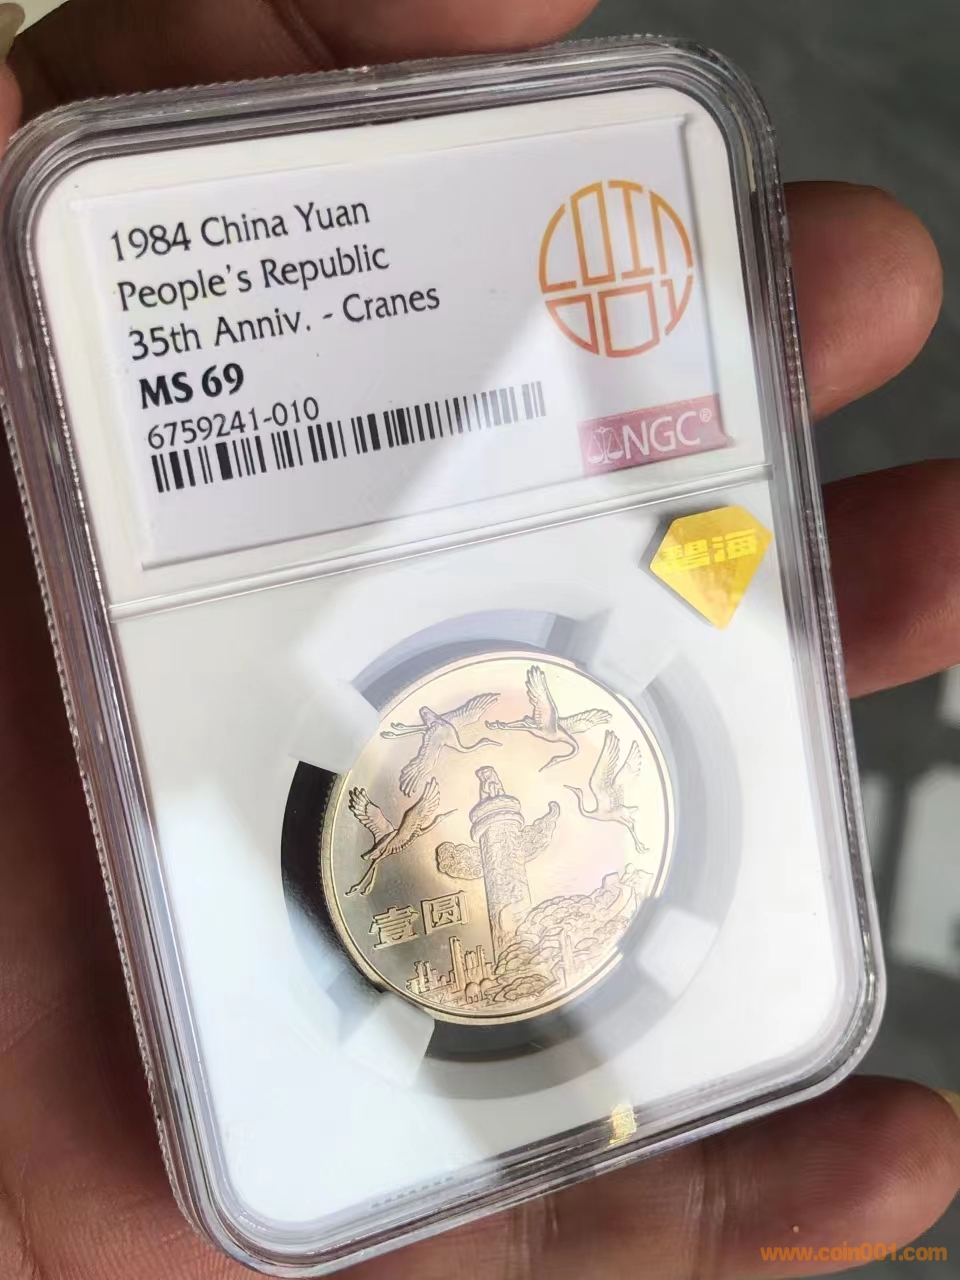 1984 China Yuan
People's Republic
35th Anniv. - Cranes
MS 69
6759241-010
COIN
001
NGC®
壹圆
www.coin001.com